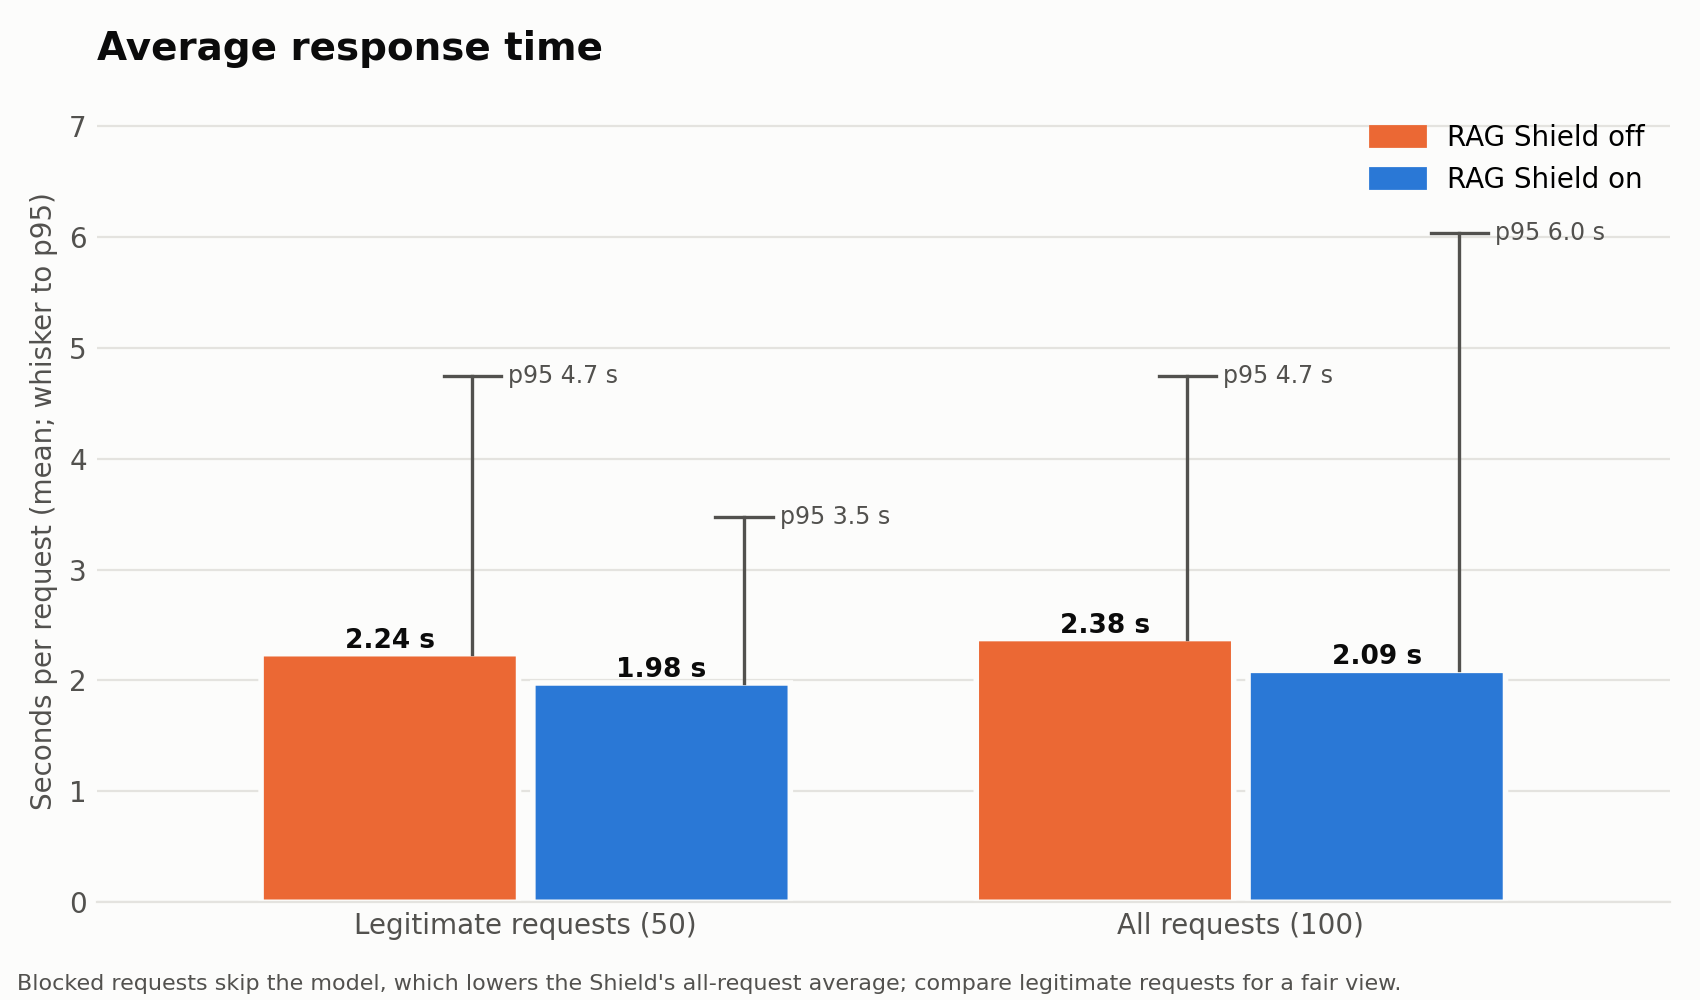 Average response time
RAG Shield off
RAG Shield on
Seconds per request (mean; whisker to p95)
7
6
5
4
3
2
1
0
p95 4.7 s
p95 3.5 s
p95 4.7 s
p95 6.0 s
2.24 s
1.98 s
2.38 s
2.09 s
Legitimate requests (50)
All requests (100)
Blocked requests skip the model, which lowers the Shield's all-request average; compare legitimate requests for a fair view.